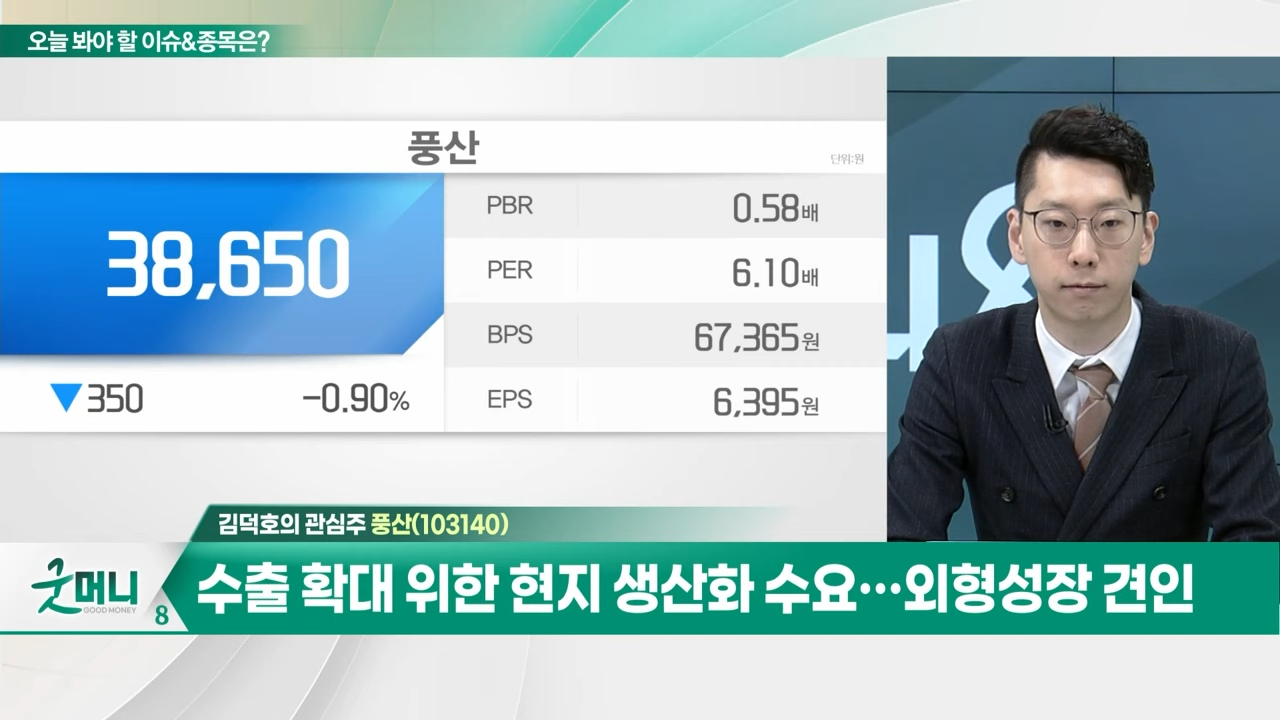 오늘 봐야 할 이슈&종목은?
풍산
단위:원
38,650
▼350 -0.90%
PBR 0.58배
PER 6.10배
BPS 67,365원
EPS 6,395원
김덕호의 관심주 풍산(103140)
수출 확대 위한 현지 생산화 수요…외형성장 견인
굿머니
GOOD MONEY
8